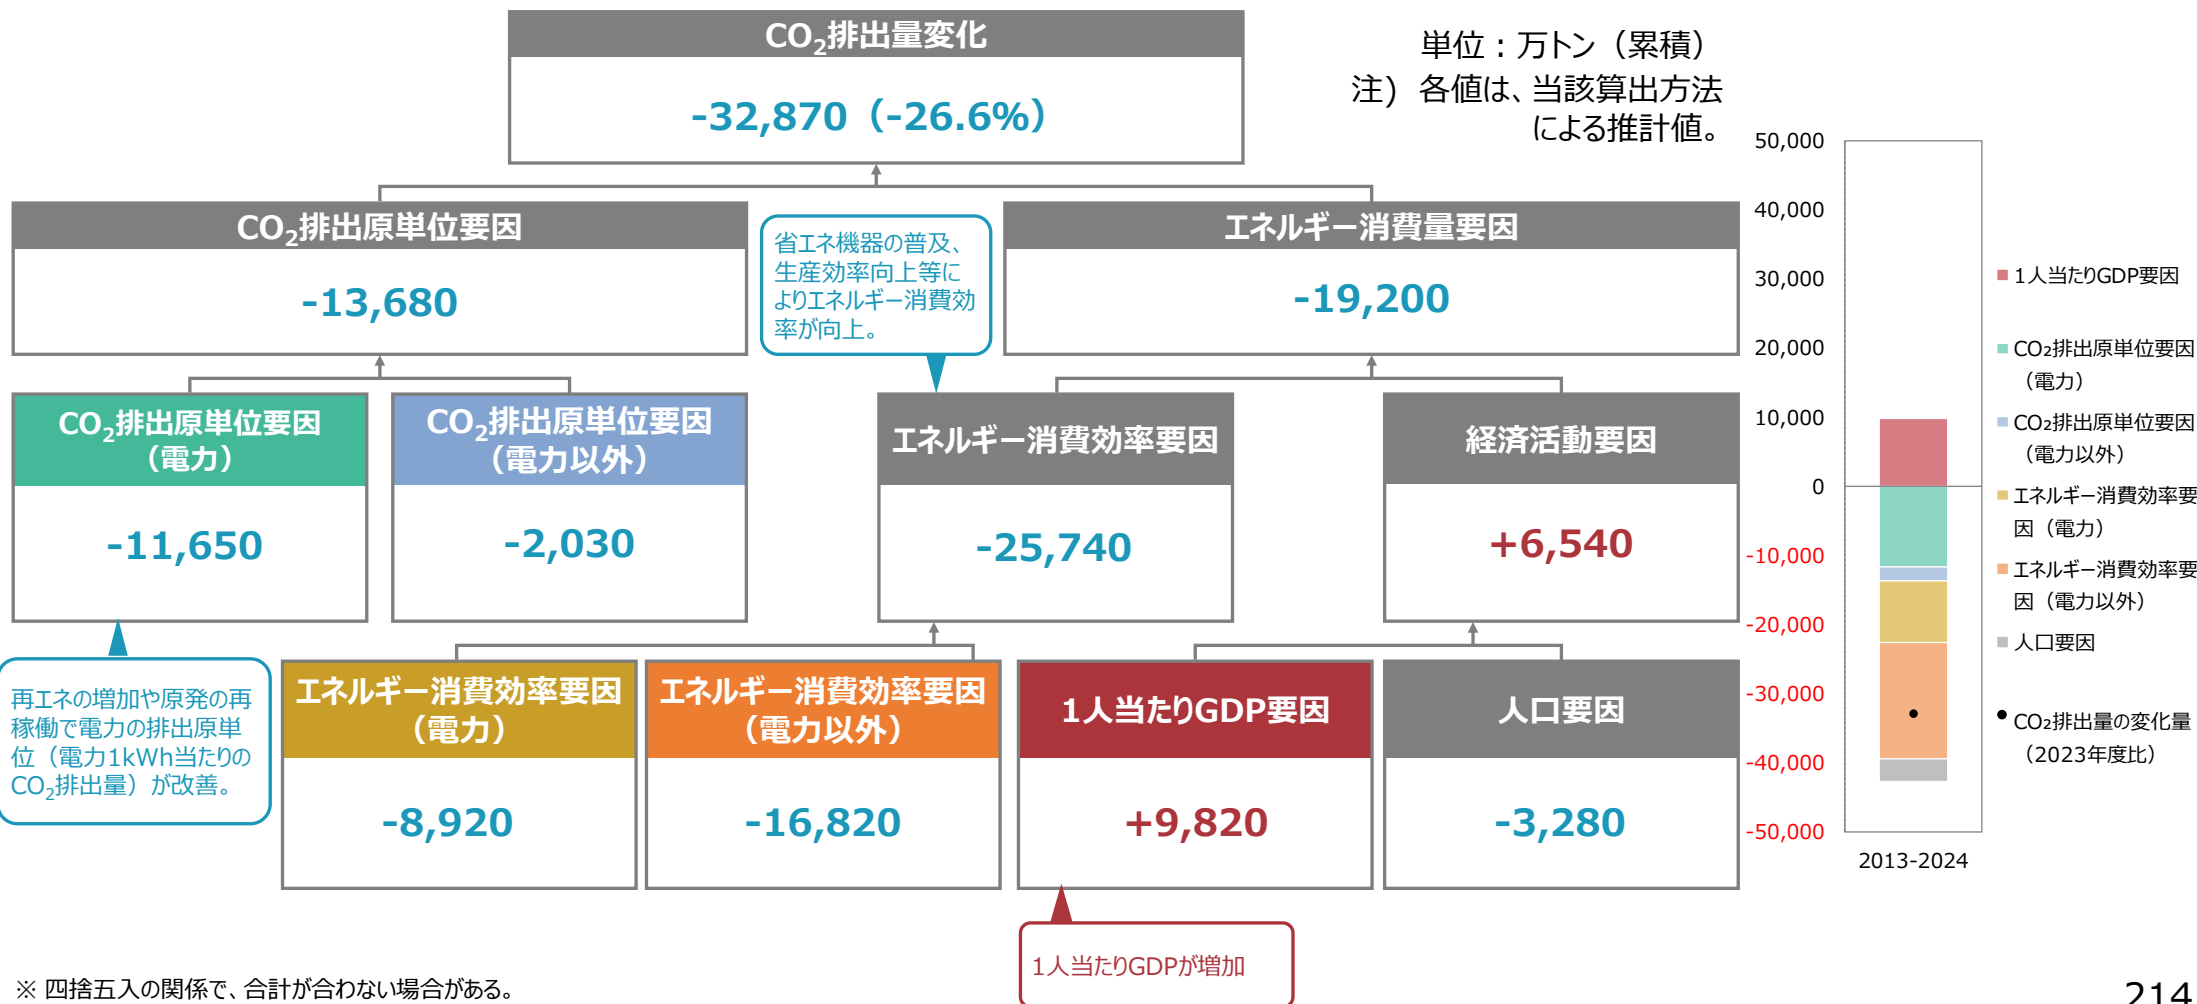 CO₂排出量変化
-32,870（-26.6%）
単位：万トン（累積）
注）各値は、当該算出方法
による推計値。
CO₂排出原単位要因
-13,680
省エネ機器の普及、
生産効率向上等に
よりエネルギー消費効
率が向上。
エネルギー消費量要因
-19,200
CO₂排出原単位要因
（電力）
-11,650
CO₂排出原単位要因
（電力以外）
-2,030
エネルギー消費効率要因
-25,740
経済活動要因
+6,540
再エネの増加や原発の再
稼働で電力の排出原単
位（電力1kWh当たりの
CO₂排出量）が改善。
エネルギー消費効率要因
（電力）
-8,920
エネルギー消費効率要因
（電力以外）
-16,820
1人当たりGDP要因
+9,820
人口要因
-3,280
1人当たりGDPが増加
50,000
40,000
30,000
20,000
10,000
0
-10,000
-20,000
-30,000
-40,000
-50,000
2013-2024
1人当たりGDP要因
CO₂排出原単位要因
（電力）
CO₂排出原単位要因
（電力以外）
エネルギー消費効率要
因（電力）
エネルギー消費効率要
因（電力以外）
人口要因
CO₂排出量の変化量
（2023年度比）
※ 四捨五入の関係で、合計が合わない場合がある。
214